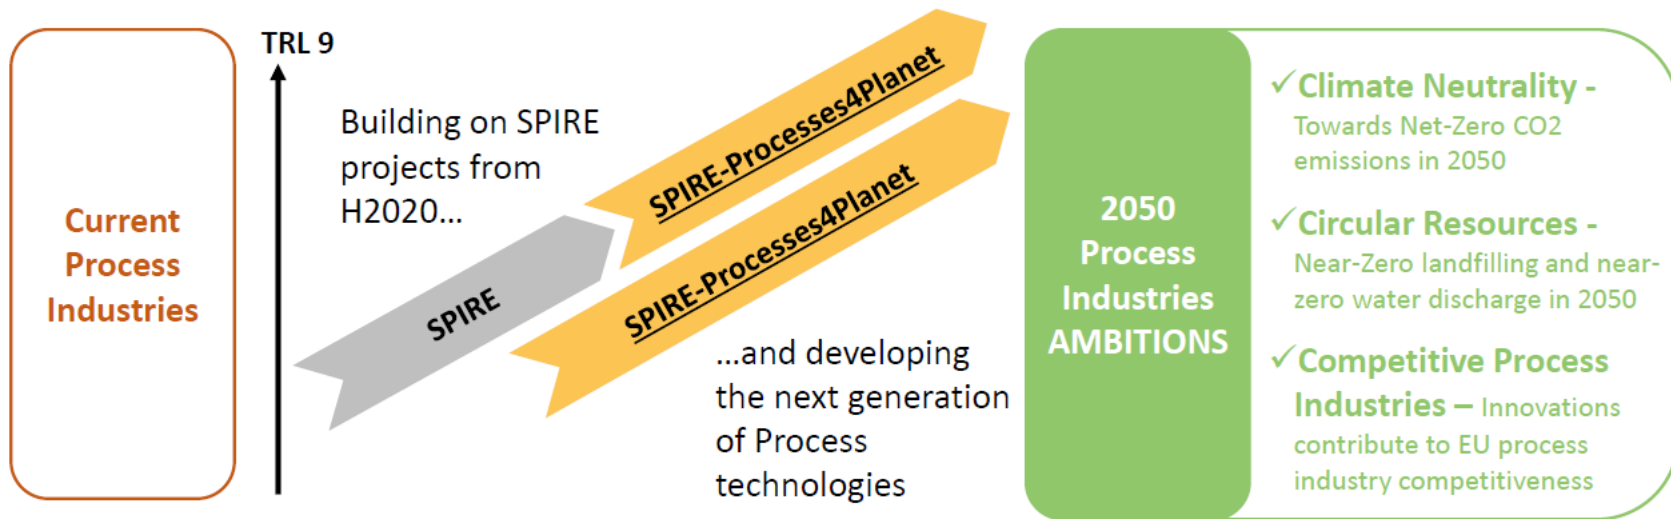 Current
Process
Industries
TRL 9
Building on SPIRE
projects from
H2020...
SPIRE
SPIRE-Processes4Planet
SPIRE-Processes4Planet
...and developing
the next generation
of Process
technologies
2050
Process
Industries
AMBITIONS
✓Climate Neutrality -
Towards Net-Zero CO2
emissions in 2050
✓Circular Resources -
Near-Zero landfilling and near-
zero water discharge in 2050
✓Competitive Process
Industries – Innovations
contribute to EU process
industry competitiveness